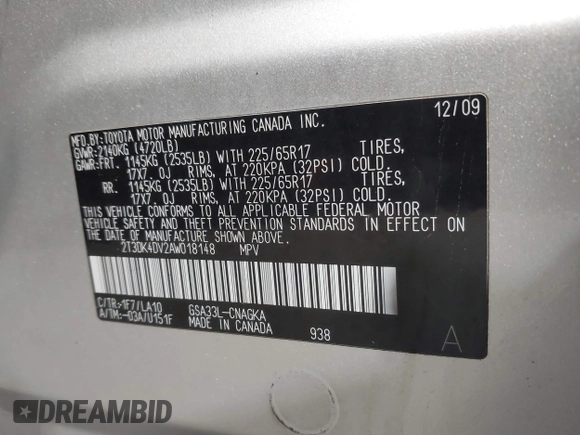 MFD.BY:TOYOTA MOTOR MANUFACTURING CANADA INC. 12/09
GVWR:2140KG (4720LB)
GAWR:FRT. 1145KG (2535LB) WITH 225/65R17 TIRES,
17X7. 0J RIMS, AT 220KPA (32PSI) COLD.
RR. 1145KG (2535LB) WITH 225/65R17 TIRES,
17X7. 0J RIMS, AT 220KPA (32PSI) COLD.
THIS VEHICLE CONFORMS TO ALL APPLICABLE FEDERAL MOTOR
VEHICLE SAFETY AND THEFT PREVENTION STANDARDS IN EFFECT ON
THE DATE OF MANUFACTURE SHOWN ABOVE.
2T3DK4DV2AW018148 MPV
C/TR:1F7/LA10 GSA33L-CNAGKA
A/TM:-03A/U151F MADE IN CANADA 938 A
DREAMBID